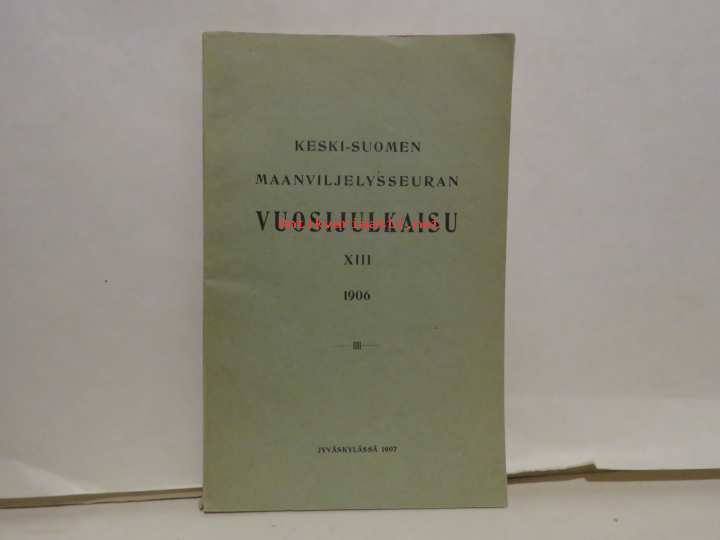 KESKI-SUOMEN
MAANVILJELYSSEURAN
VUOSIJULKAISU
XIII
1906
JYVÄSKYLÄSSÄ 1907